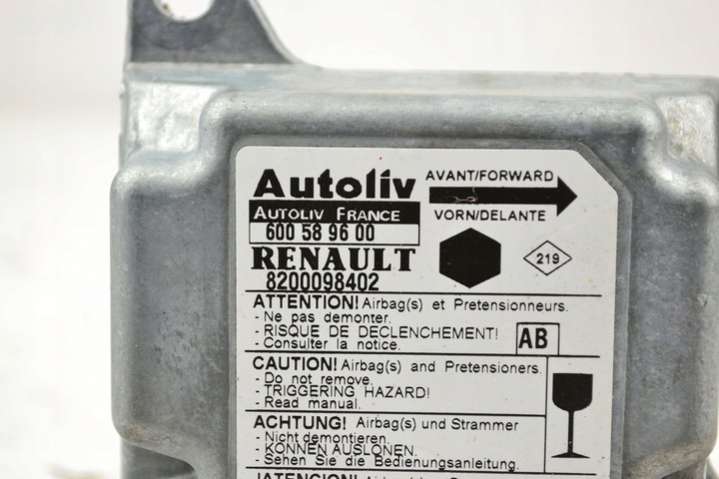 Autoliv
AVANT/FORWARD
AUTOLIV FRANCE
VORN/DELANTE
600 58 96 00
RENAULT
219
8200098402
ATTENTION! Airbag(s) et Pretensionneurs.
- Ne pas demonter.
- RISQUE DE DECLENCHEMENT!
- Consulter la notice.
AB
CAUTION! Airbag(s) and Pretensioners.
- Do not remove.
- TRIGGERING HAZARD!
- Read manual.
ACHTUNG! Airbag(s) und Strammer
- Nicht demontieren.
- KÖNNEN AUSLONEN.
- Sehen Sie die Bedienungsanleitung.